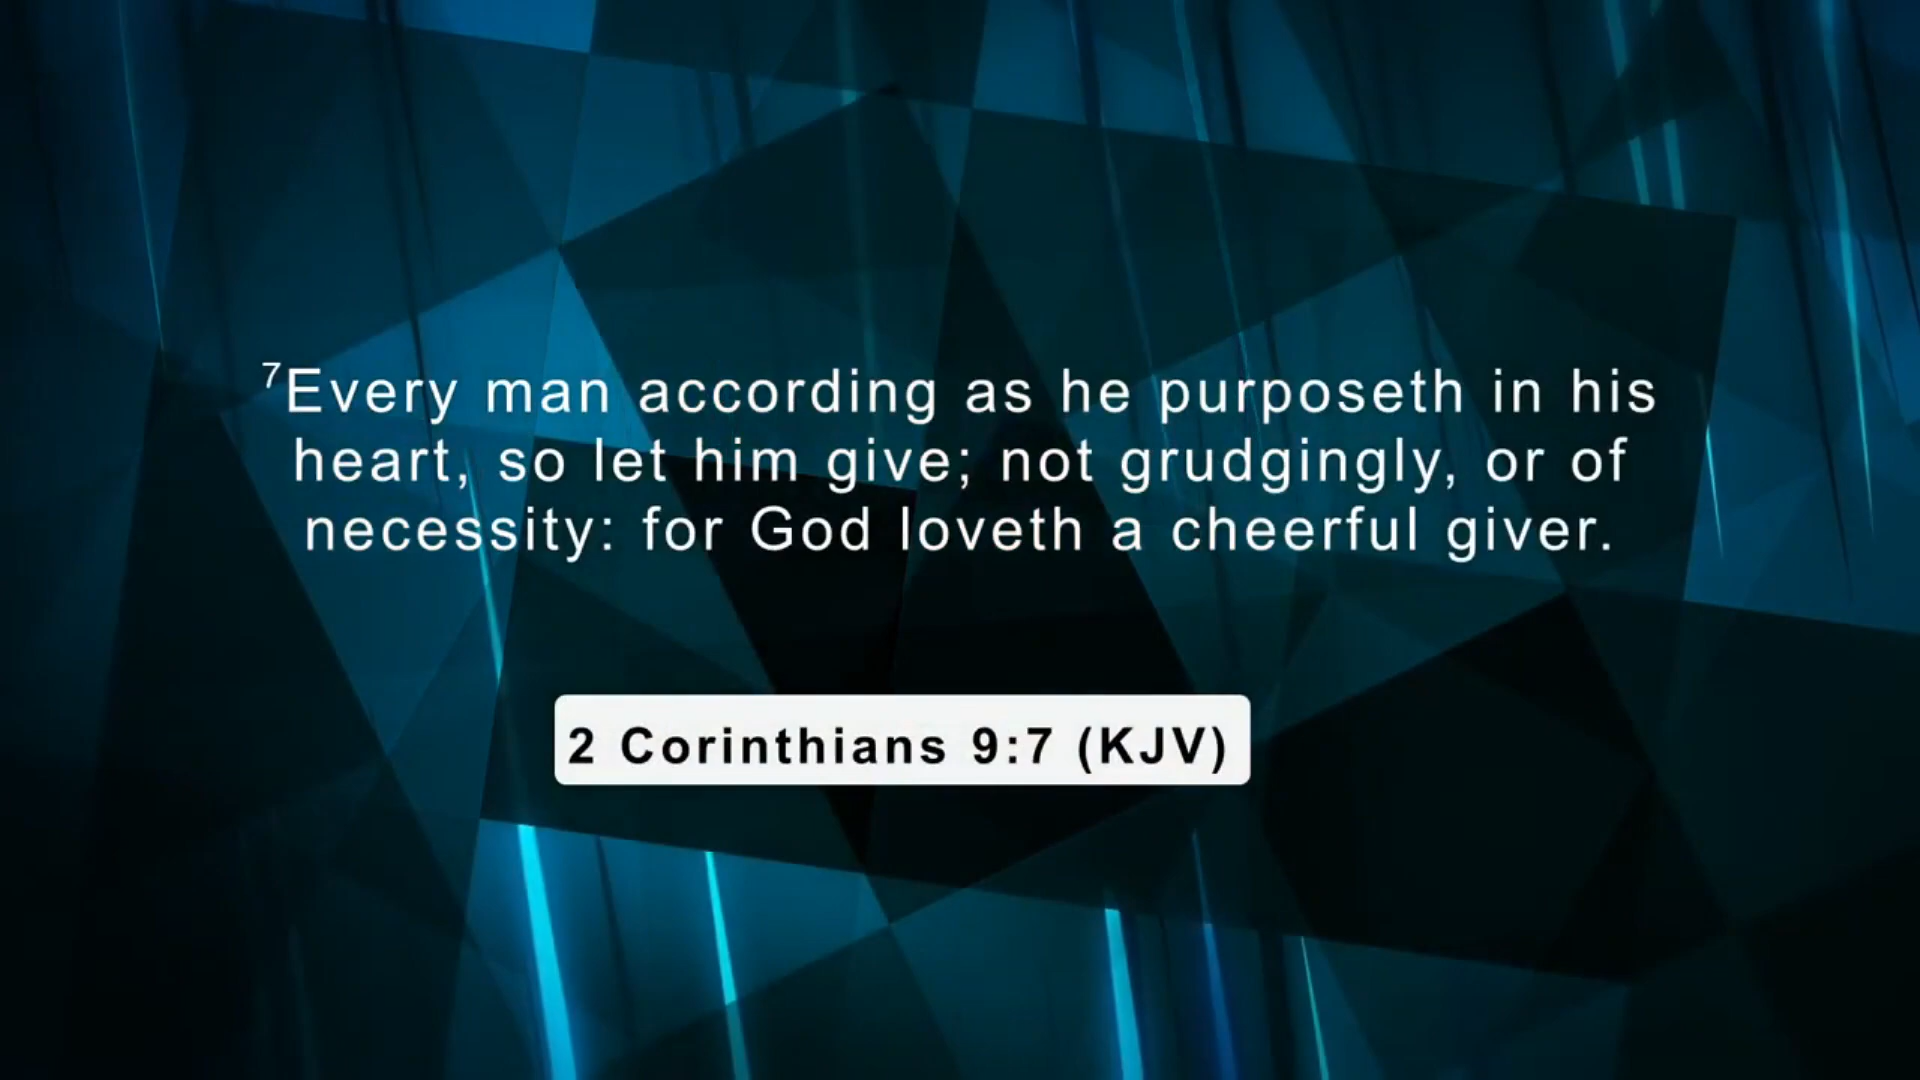 ⁷Every man according as he purposeth in his
heart, so let him give; not grudgingly, or of
necessity: for God loveth a cheerful giver.
2 Corinthians 9:7 (KJV)